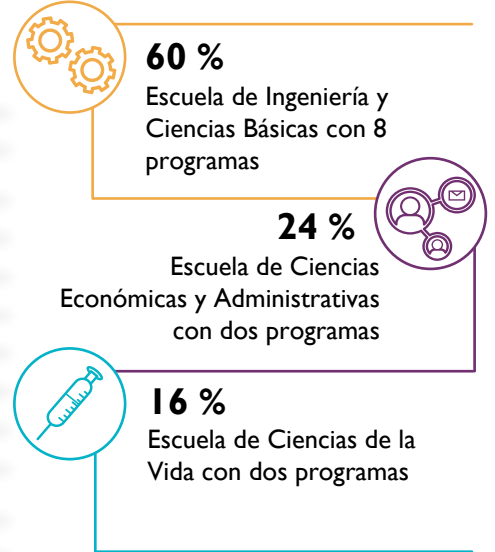 60 %
Escuela de Ingeniería y
Ciencias Básicas con 8
programas
24 %
Escuela de Ciencias
Económicas y Administrativas
con dos programas
16 %
Escuela de Ciencias de la
Vida con dos programas